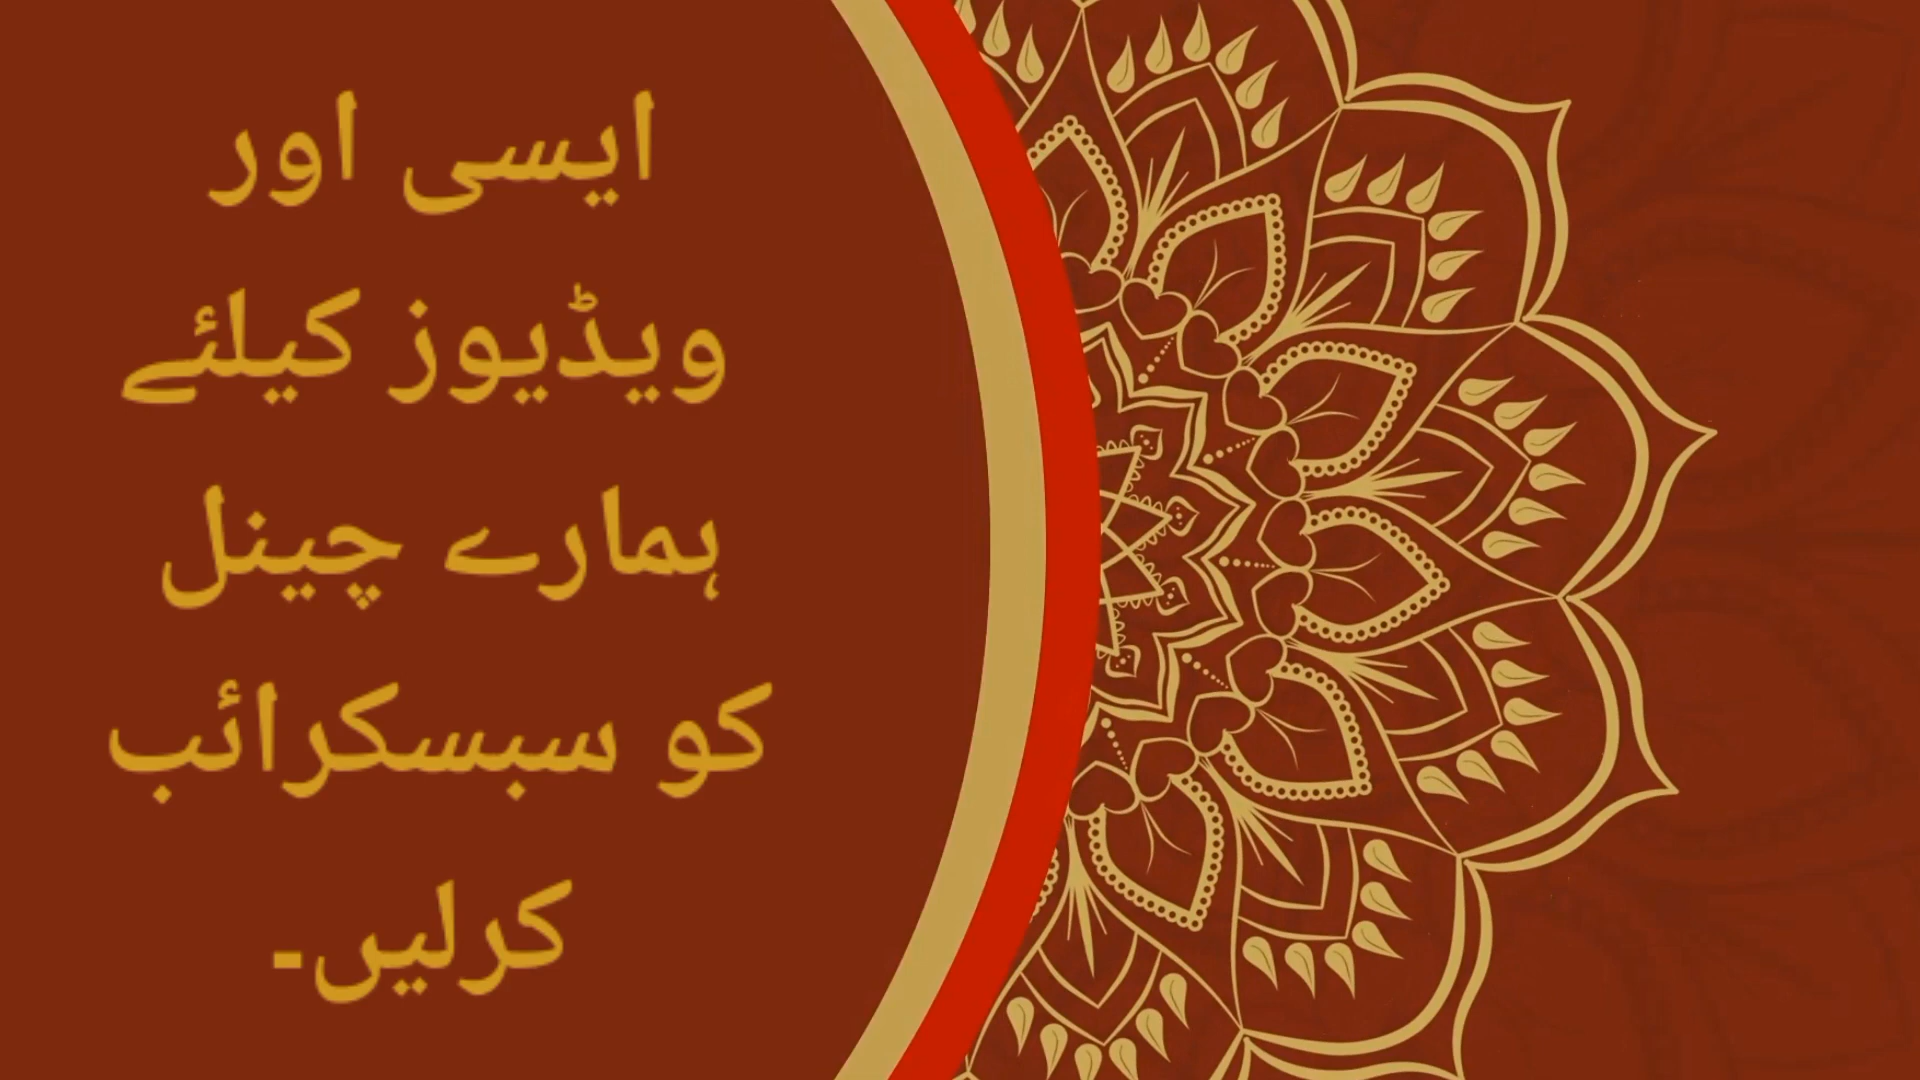 ایسی اور
ویڈیوز کیلئے
ہمارے چینل
کو سبسکرائب
کرلیں۔